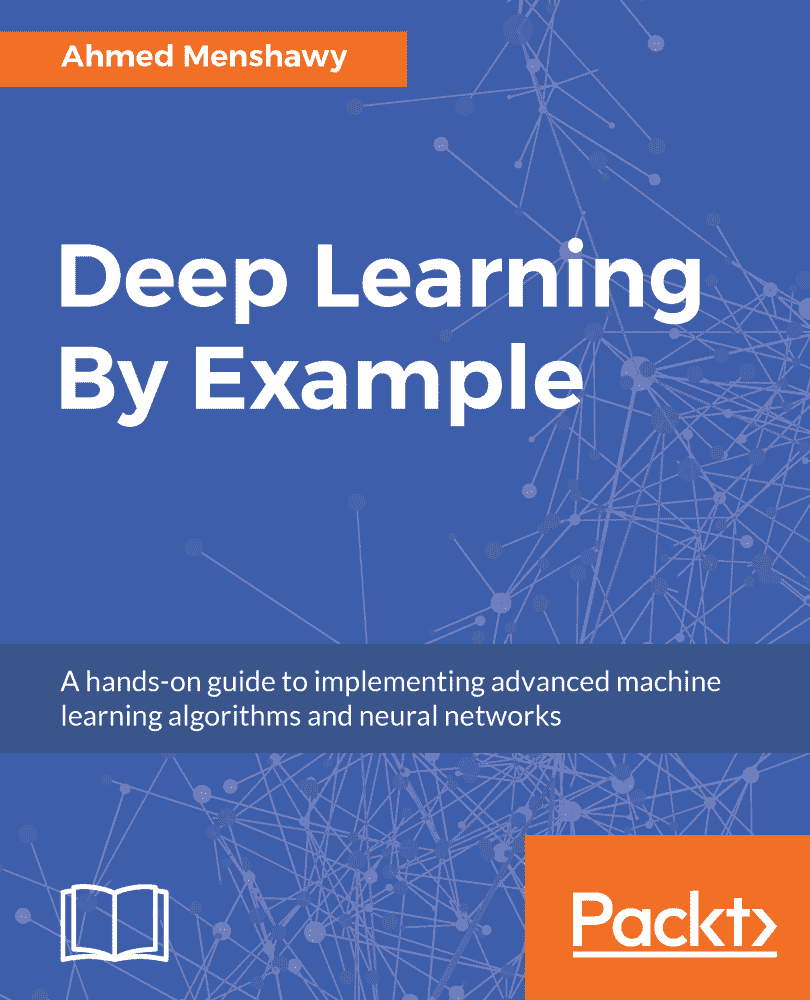 Ahmed Menshawy
Deep Learning
By Example
A hands-on guide to implementing advanced machine
learning algorithms and neural networks
Packt>